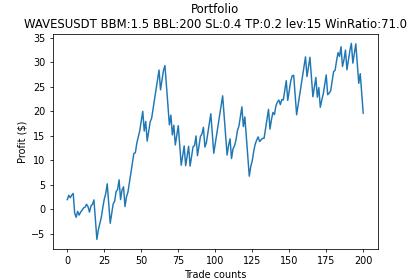 Portfolio
WAVESUSDT BBM:1.5 BBL:200 SL:0.4 TP:0.2 lev:15 WinRatio:71.0
35
30
25
20
15
10
5
0
−5
Profit ($)
0 25 50 75 100 125 150 175 200
Trade counts